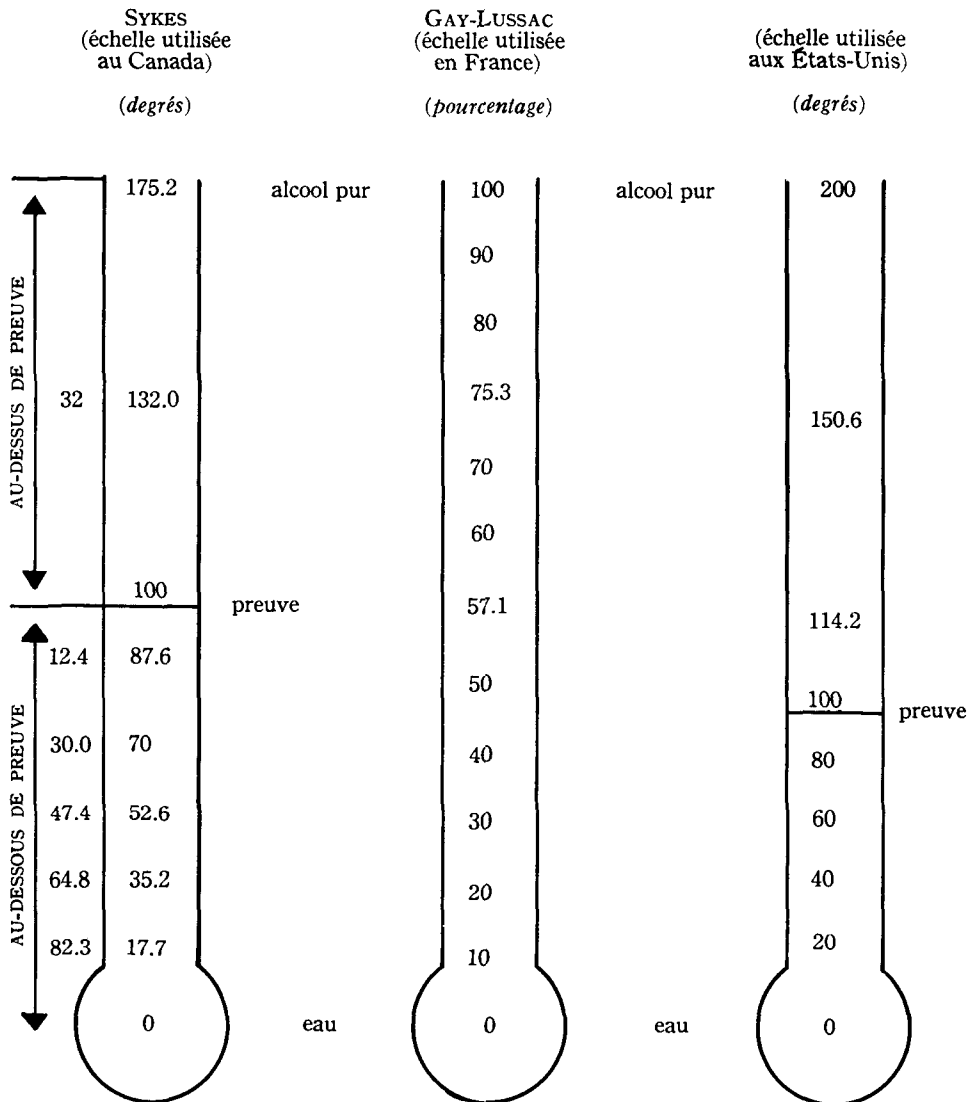 SYKES
(échelle utilisée
au Canada)
(degrés)
GAY-LUSSAC
(échelle utilisée
en France)
(pourcentage)
(échelle utilisée
aux États-Unis)
(degrés)
175.2 alcool pur 100 alcool pur 200
90
80
AU-DESSUS DE PREUVE
32 132.0 75.3 150.6
70
60
100 preuve 57.1 114.2
AU-DESSOUS DE PREUVE
12.4 87.6 50
100 preuve
30.0 70 40 80
47.4 52.6 30 60
64.8 35.2 20 40
82.3 17.7 10 20
0 eau 0 eau 0